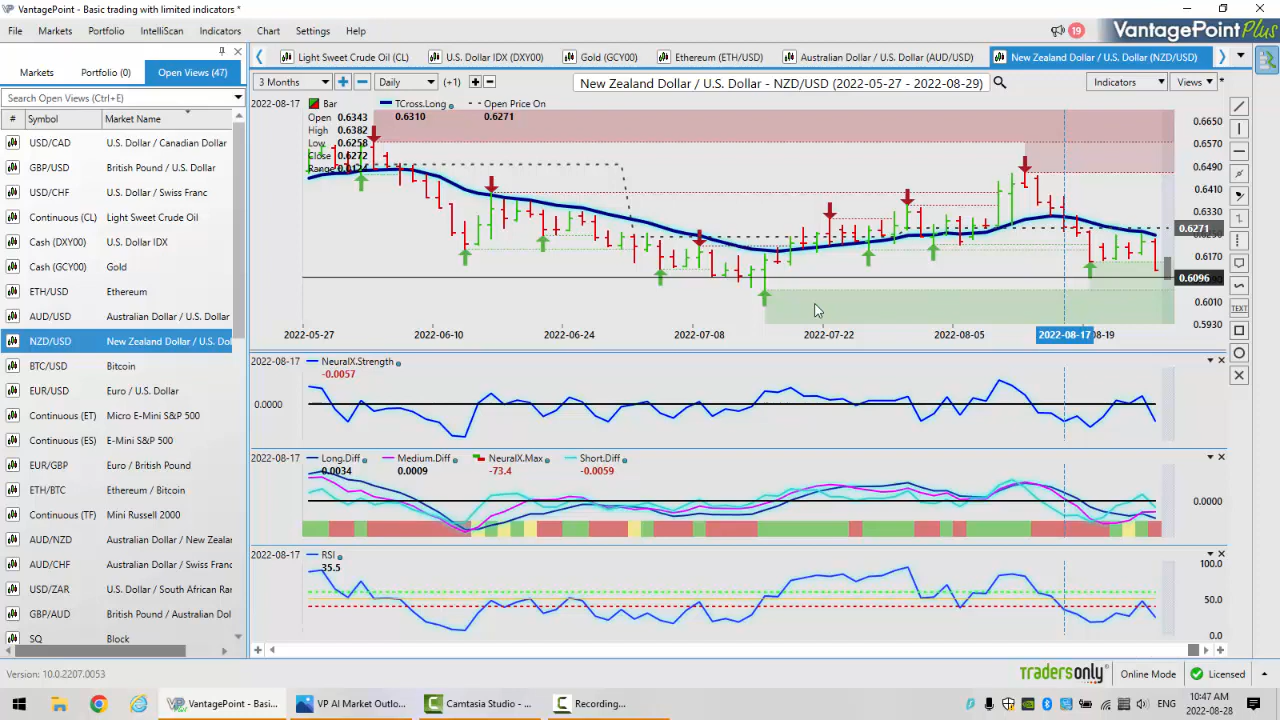 VantagePoint - Basic trading with limited indicators *
File Markets Portfolio IntelliScan Indicators Chart Settings Help
19 VantagePoint Plus
Light Sweet Crude Oil (CL) U.S. Dollar IDX (DXY00) Gold (GCY00) Ethereum (ETH/USD) Australian Dollar / U.S. Dollar (AUD/USD) New Zealand Dollar / U.S. Dollar (NZD/USD)
Markets Portfolio (0) Open Views (47)
3 Months Daily (+1) New Zealand Dollar / U.S. Dollar - NZD/USD (2022-05-27 - 2022-08-29) Indicators Views
Search Open Views (Ctrl+E)
# Symbol Market Name
USD/CAD U.S. Dollar / Canadian Dollar
GBP/USD British Pound / U.S. Dollar
USD/CHF U.S. Dollar / Swiss Franc
Continuous (CL) Light Sweet Crude Oil
Cash (DXY00) U.S. Dollar IDX
Cash (GCY00) Gold
ETH/USD Ethereum
AUD/USD Australian Dollar / U.S. Dollar
NZD/USD New Zealand Dollar / U.S. Dol
BTC/USD Bitcoin
EUR/USD Euro / U.S. Dollar
Continuous (ET) Micro E-Mini S&P 500
Continuous (ES) E-Mini S&P 500
EUR/GBP Euro / British Pound
ETH/BTC Ethereum / Bitcoin
Continuous (TF) Mini Russell 2000
AUD/NZD Australian Dollar / New Zealand
AUD/CHF Australian Dollar / Swiss Franc
USD/ZAR U.S. Dollar / South African Ra
GBP/AUD British Pound / Australian Dol
SQ Block
2022-08-17 Bar TCross.Long Open Price On
Open 0.6343 0.6310 0.6271
High 0.6382
Low 0.6258
Close 0.6272
Range
0.6650
0.6570
0.6490
0.6410
0.6330
0.6271
0.6170
0.6096
0.6010
0.5930
2022-05-27 2022-06-10 2022-06-24 2022-07-08 2022-07-22 2022-08-05 2022-08-17 08-19
2022-08-17 NeuralX.Strength
-0.0057
0.0000
2022-08-17 Long.Diff Medium.Diff NeuralX.Max Short.Diff
0.0034 0.0009 -73.4 -0.0059
0.0000
2022-08-17 RSI
35.5
100.0
50.0
0.0
TEXT
Version: 10.0.2207.0053 tradersonly Online Mode Licensed
VantagePoint - Basi... VP AI Market Outlo... Camtasia Studio - ... Recording... ENG 10:47 AM
2022-08-28